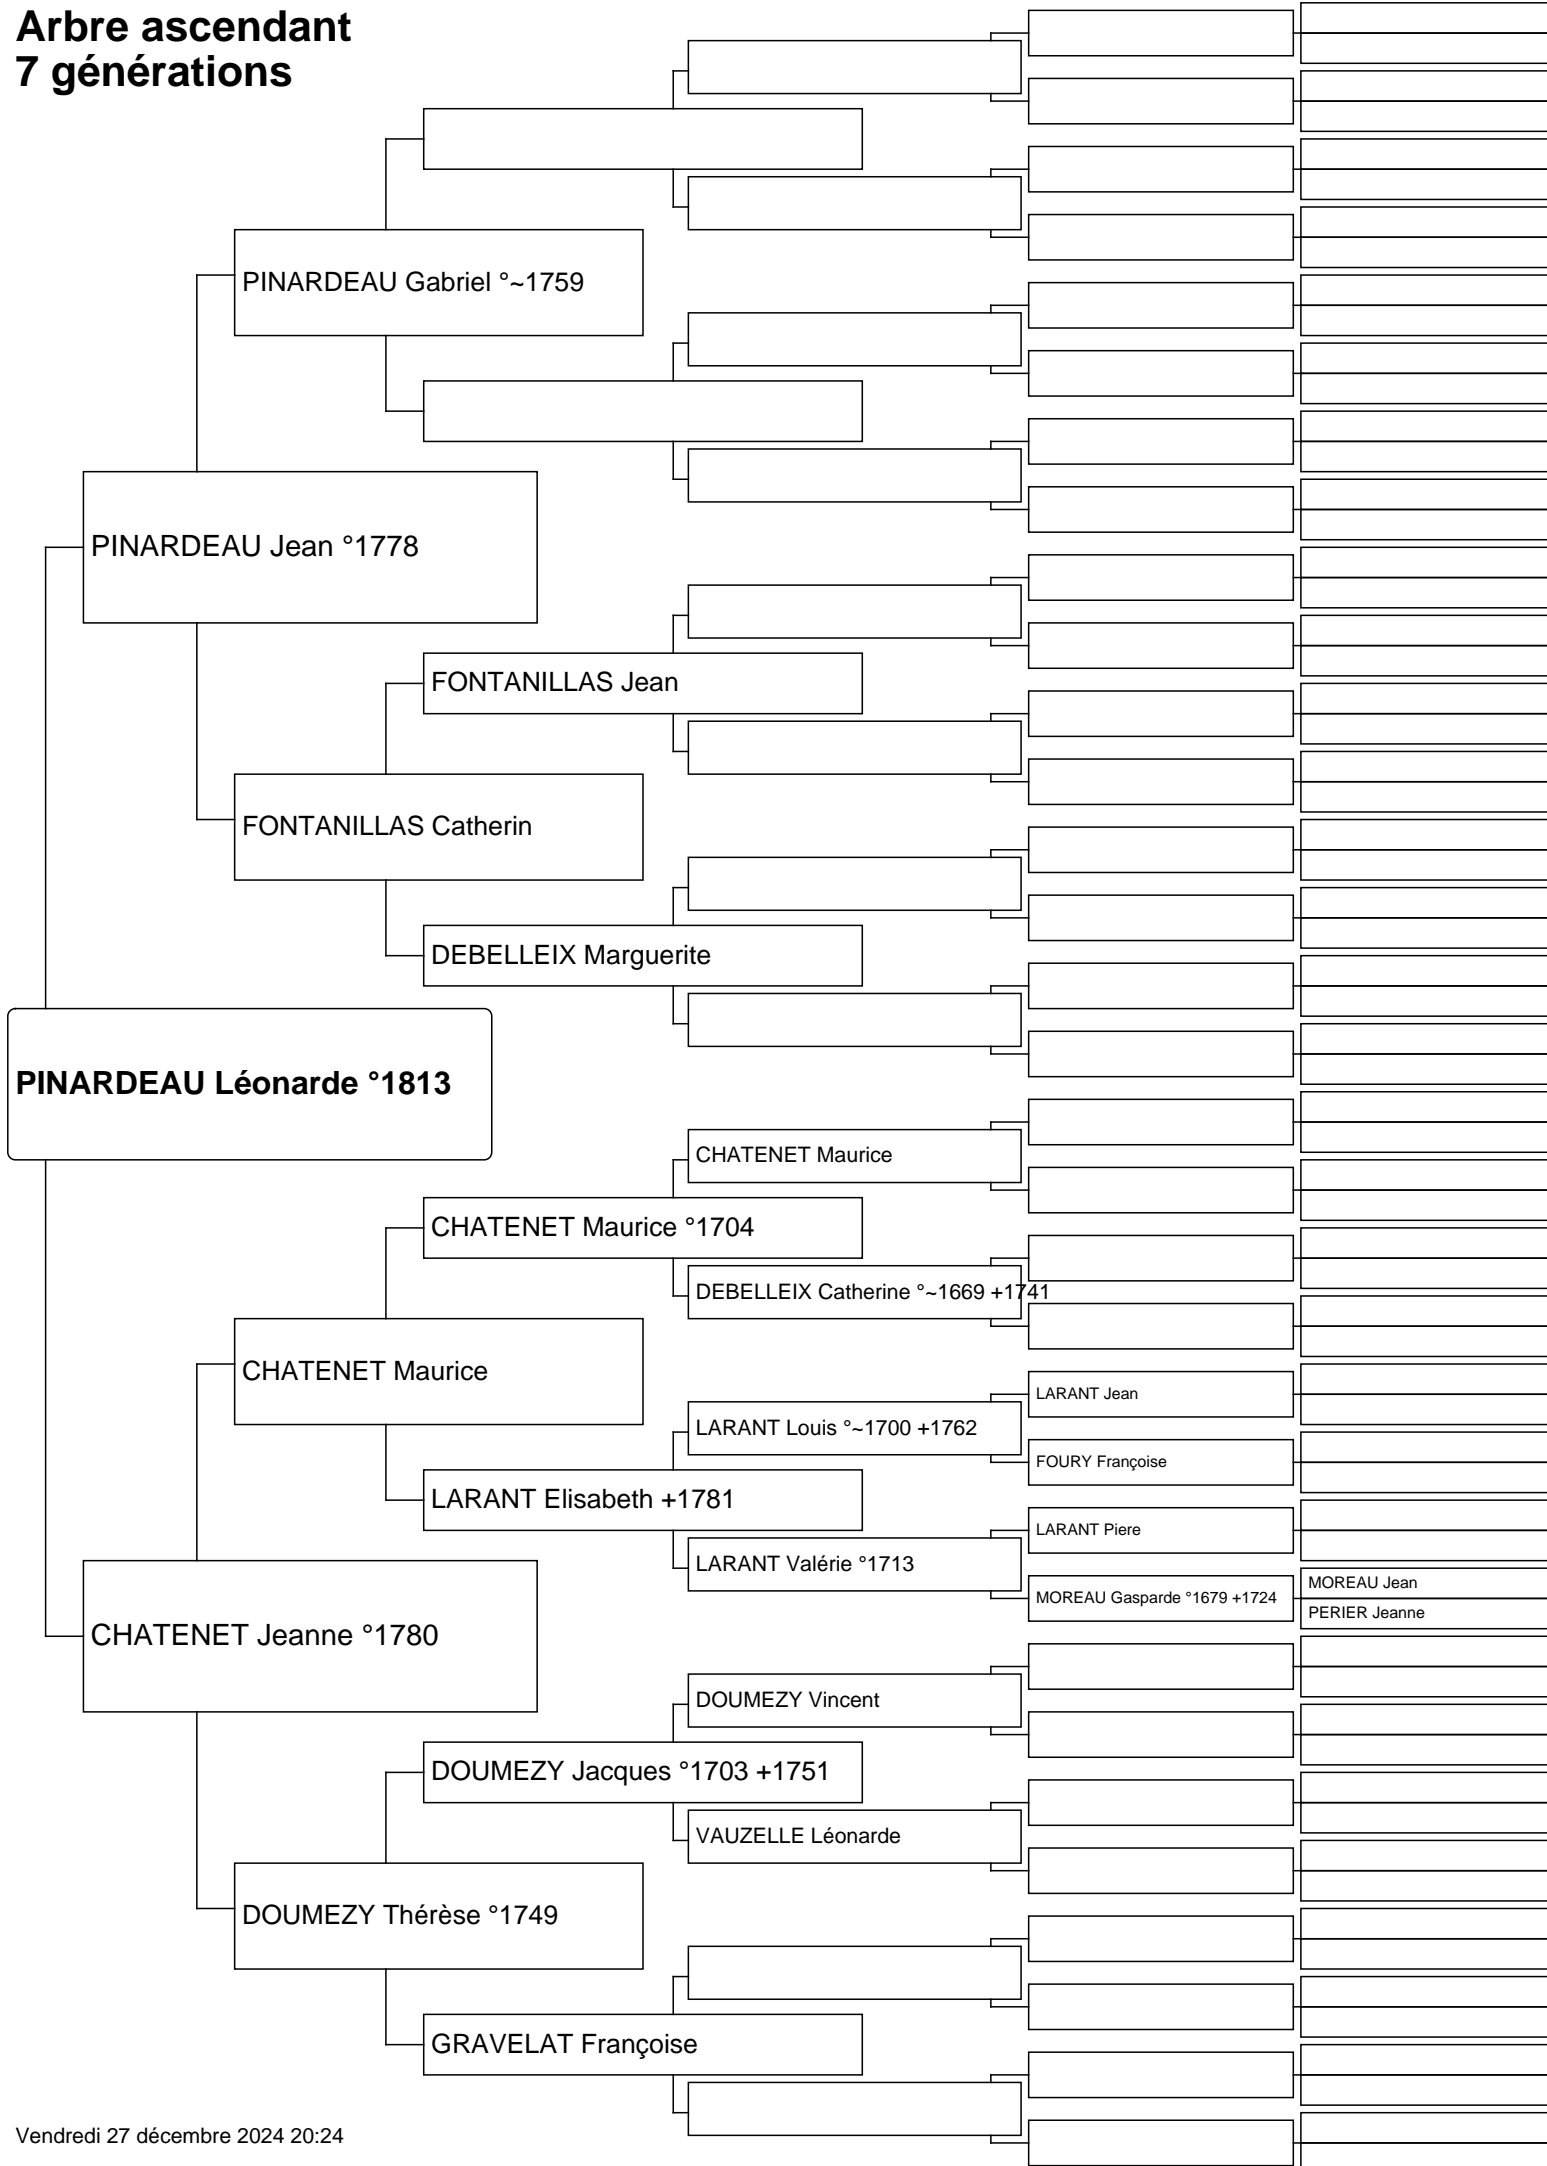 Arbre ascendant
7 générations
PINARDEAU Gabriel °~1759
PINARDEAU Jean °1778
FONTANILLAS Jean
FONTANILLAS Catherin
DEBELLEIX Marguerite
PINARDEAU Léonarde °1813
CHATENET Maurice
CHATENET Maurice °1704
DEBELLEIX Catherine °~1669 +1741
CHATENET Maurice
LARANT Jean
LARANT Louis °~1700 +1762
FOURY Françoise
LARANT Elisabeth +1781
LARANT Piere
LARANT Valérie °1713
MOREAU Jean
MOREAU Gasparde °1679 +1724
PERIER Jeanne
CHATENET Jeanne °1780
DOUMEZY Vincent
DOUMEZY Jacques °1703 +1751
VAUZELLE Léonarde
DOUMEZY Thérèse °1749
GRAVELAT Françoise
Vendredi 27 décembre 2024 20:24